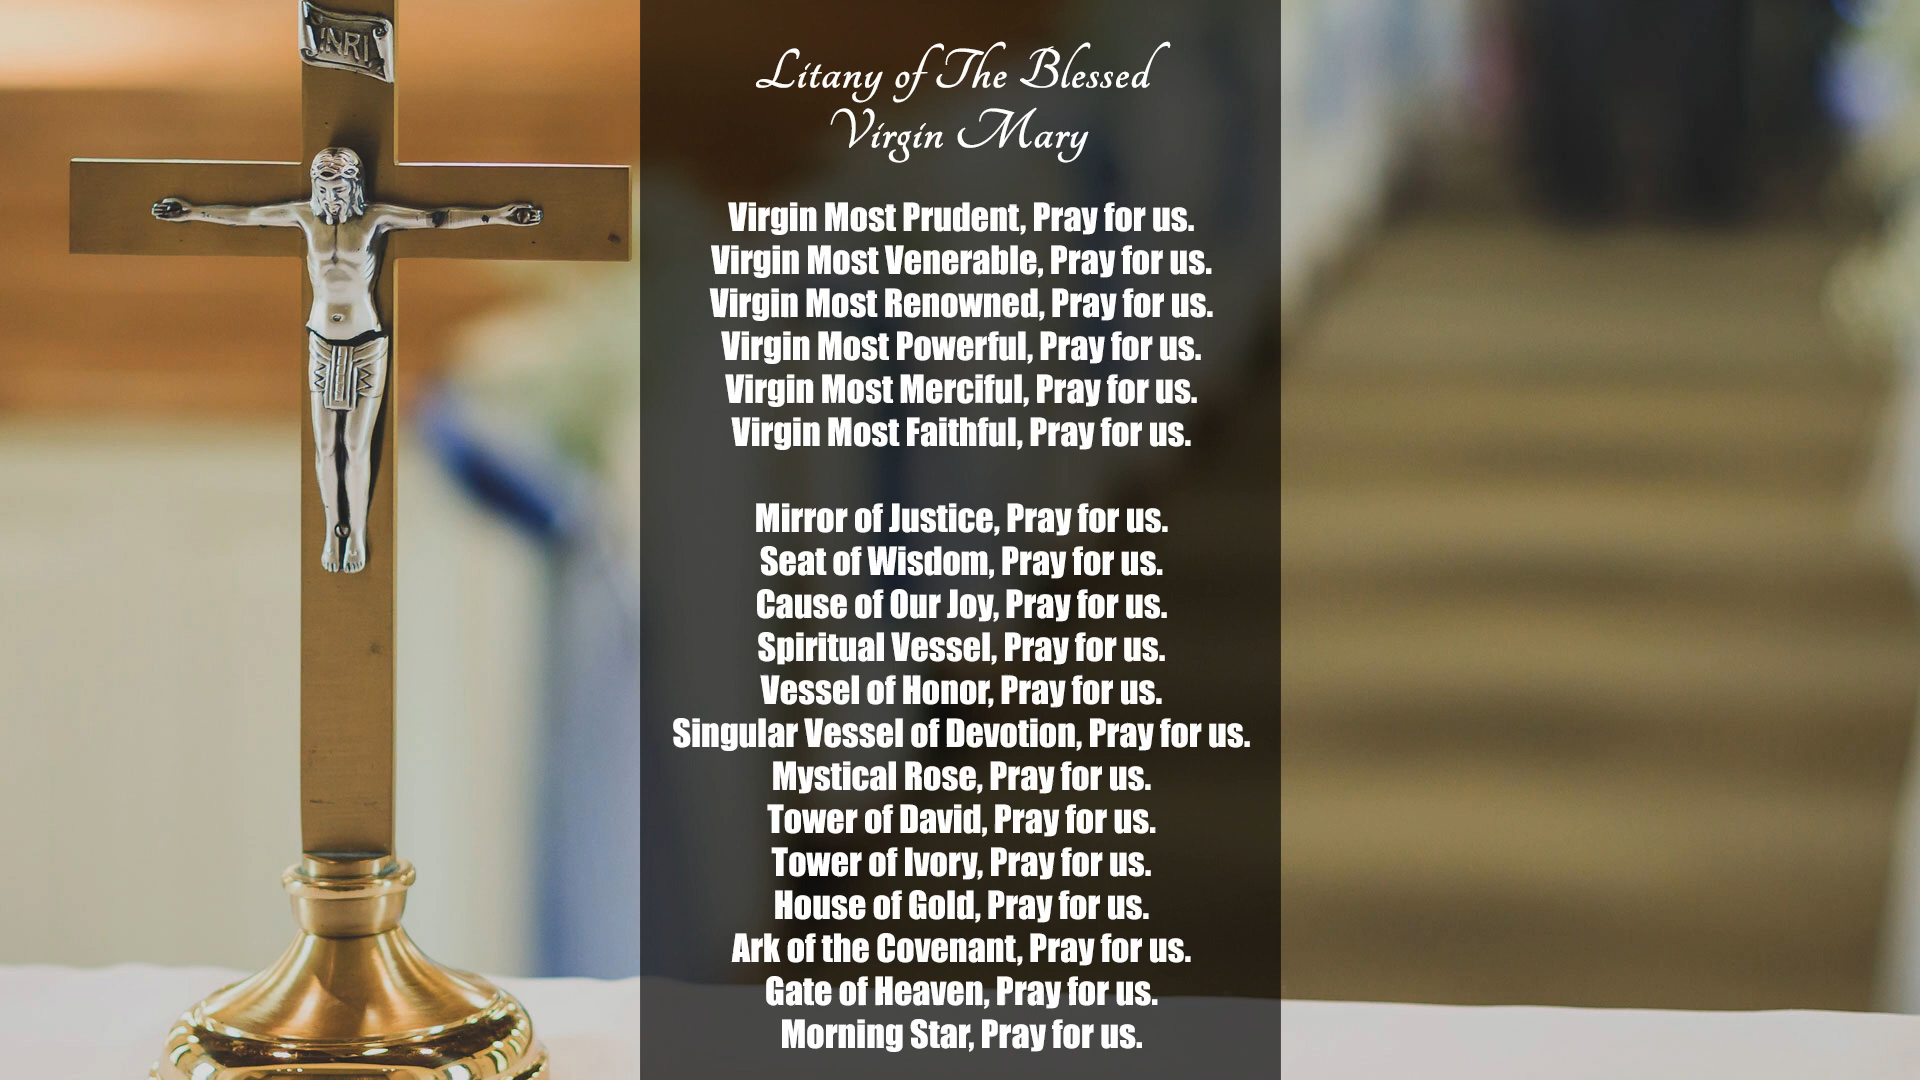 INRI
Litany of The Blessed
Virgin Mary
Virgin Most Prudent, Pray for us.
Virgin Most Venerable, Pray for us.
Virgin Most Renowned, Pray for us.
Virgin Most Powerful, Pray for us.
Virgin Most Merciful, Pray for us.
Virgin Most Faithful, Pray for us.
Mirror of Justice, Pray for us.
Seat of Wisdom, Pray for us.
Cause of Our Joy, Pray for us.
Spiritual Vessel, Pray for us.
Vessel of Honor, Pray for us.
Singular Vessel of Devotion, Pray for us.
Mystical Rose, Pray for us.
Tower of David, Pray for us.
Tower of Ivory, Pray for us.
House of Gold, Pray for us.
Ark of the Covenant, Pray for us.
Gate of Heaven, Pray for us.
Morning Star, Pray for us.